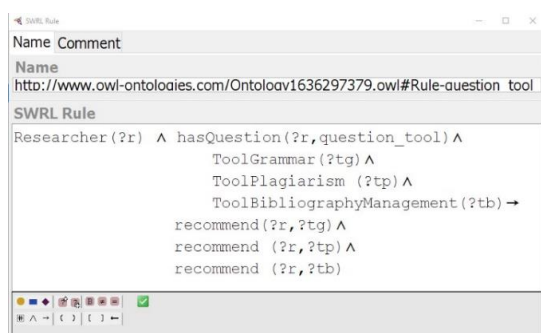 SWRL Rule
Name Comment
Name
http://www.owl-ontologies.com/Ontology1636297379.owl#Rule-question_tool
SWRL Rule
Researcher(?r) ∧ hasQuestion(?r,question_tool)∧
ToolGrammar(?tg)∧
ToolPlagiarism (?tp)∧
ToolBibliographyManagement(?tb)→
recommend(?r,?tg)∧
recommend (?r,?tp)∧
recommend (?r,?tb)
∧ → ( ) [ ] ←